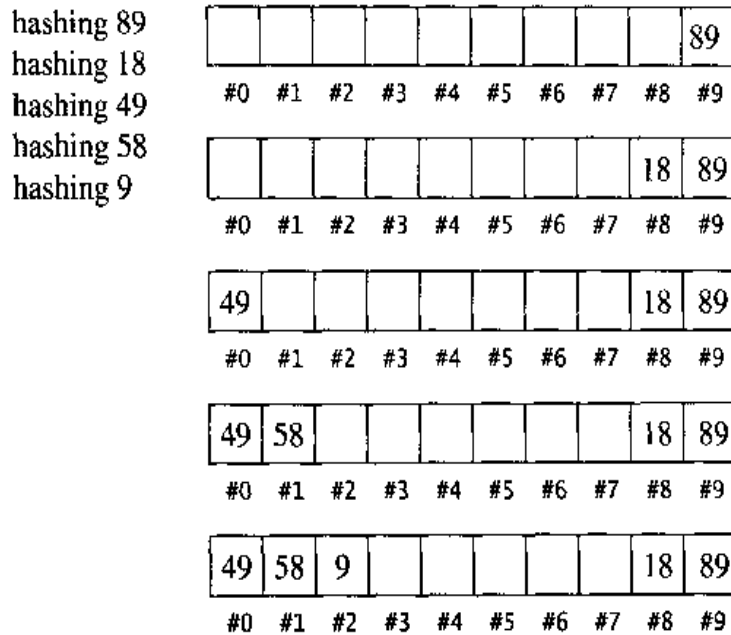 hashing 89
hashing 18
hashing 49
hashing 58
hashing 9
89
#0 #1 #2 #3 #4 #5 #6 #7 #8 #9
18 89
#0 #1 #2 #3 #4 #5 #6 #7 #8 #9
49 18 89
#0 #1 #2 #3 #4 #5 #6 #7 #8 #9
49 58 18 89
#0 #1 #2 #3 #4 #5 #6 #7 #8 #9
49 58 9 18 89
#0 #1 #2 #3 #4 #5 #6 #7 #8 #9